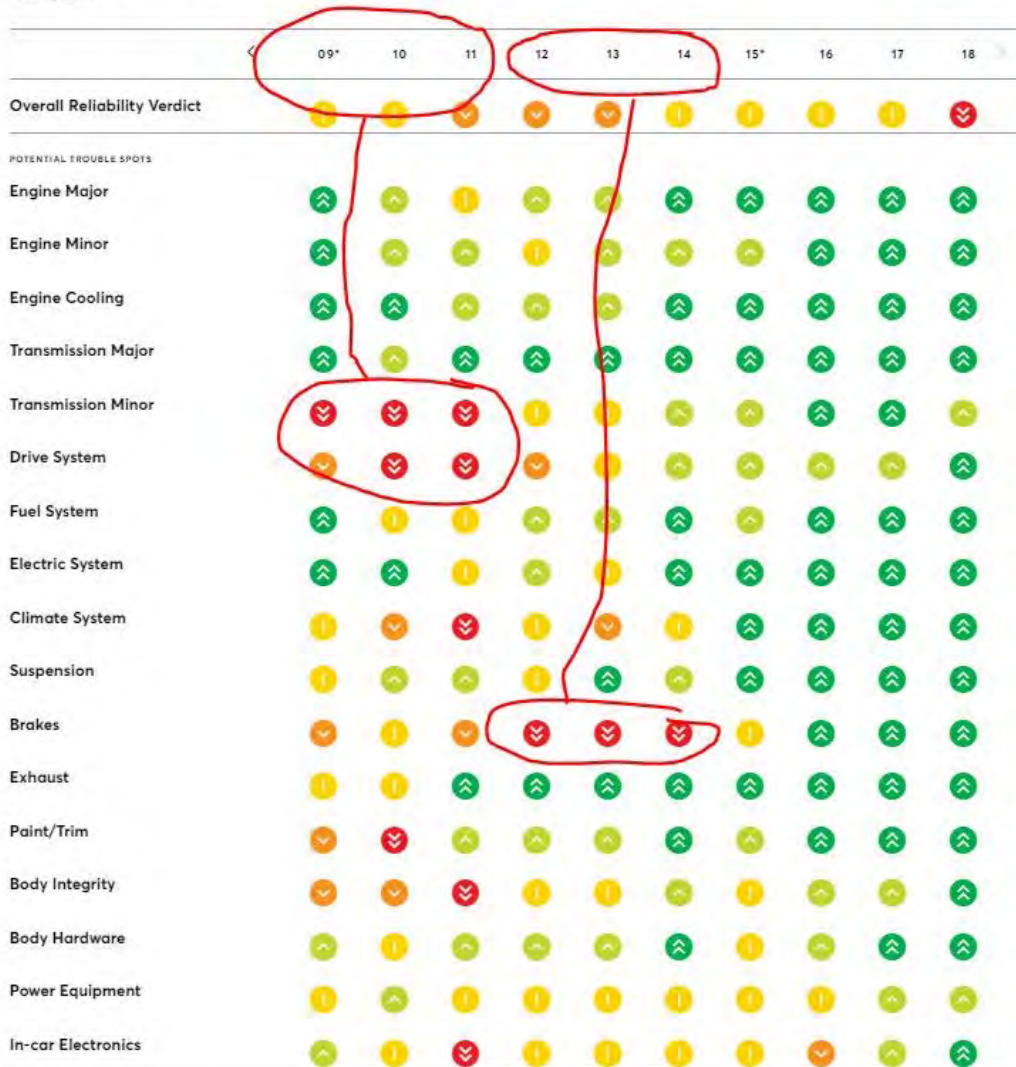 09* 10 11 12 13 14 15* 16 17 18
Overall Reliability Verdict
POTENTIAL TROUBLE SPOTS
Engine Major
Engine Minor
Engine Cooling
Transmission Major
Transmission Minor
Drive System
Fuel System
Electric System
Climate System
Suspension
Brakes
Exhaust
Paint/Trim
Body Integrity
Body Hardware
Power Equipment
In-car Electronics